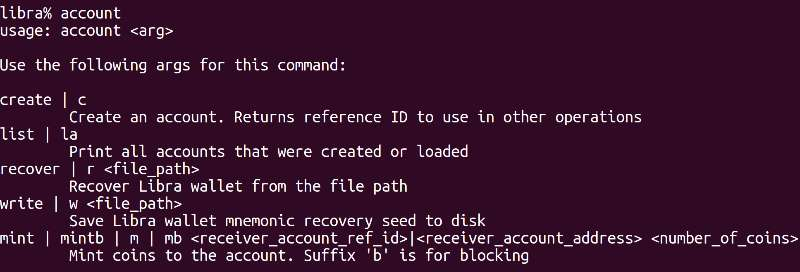 libra% account
usage: account <arg>
Use the following args for this command:
create | c
Create an account. Returns reference ID to use in other operations
list | la
Print all accounts that were created or loaded
recover | r <file_path>
Recover Libra wallet from the file path
write | w <file_path>
Save Libra wallet mnemonic recovery seed to disk
mint | mintb | m | mb <receiver_account_ref_id>|<receiver_account_address> <number_of_coins>
Mint coins to the account. Suffix 'b' is for blocking